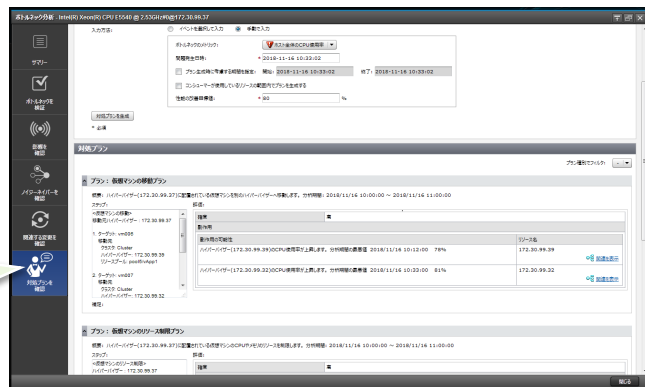 ボトルネック分析 - Intel(R) Xeon(R) CPU E5540 @ 2.53GHz#0@172.30.99.37
サマリー
ボトルネックを
検証
影響を
確認
ノイジーネイバーを
確認
関連する変更を
確認
対処プランを
確認
入力方法:
イベントを選択して入力
手動で入力
ボトルネックのメトリック:
ホスト全体のCPU使用率
問題発生日時:
* 2018-11-16 10:33:02
プラン生成時に考慮する期間を指定:
開始: 2018-11-16 10:33:02
終了: 2018-11-16 10:33:02
コンシューマーが使用しているリソースの範囲内でプランを生成する
性能の改善目標値:
* 80
%
対処プランを生成
* 必須
対処プラン
プラン種別でフィルタ: -
プラン: 仮想マシンの移動プラン
概要: ハイパーバイザー(172.30.99.37)に配置されている仮想マシンを別のハイパーバイザーへ移動します。分析期間: 2018/11/16 10:00:00 ～ 2018/11/16 11:00:00
ステップ:
<仮想マシンの移動>
移動元ハイパーバイザー : 172.30.99.37
1. ターゲット: vm006
移動先
クラスタ: Cluster
ハイパーバイザー: 172.30.99.39
2. ターゲット: vm007
移動先
クラスタ: Cluster
ハイパーバイザー: 172.30.99.32
確度:
評価:
効果
高
副作用
副作用の可能性
リソース名
ハイパーバイザー(172.30.99.39)のCPU使用率が上昇します。分析期間の最悪値 2018/11/16 10:12:00 78%
172.30.99.39
関連を表示
ハイパーバイザー(172.30.99.32)のCPU使用率が上昇します。分析期間の最悪値 2018/11/16 10:33:00 81%
172.30.99.32
関連を表示
プラン: 仮想マシンのリソース制限プラン
概要: ハイパーバイザー(172.30.99.37)に配置されている仮想マシンのCPUやメモリのリソースを制限します。分析期間: 2018/11/16 10:00:00 ～ 2018/11/16 11:00:00
ステップ:
<仮想マシンのリソース制限>
ハイパーバイザー: 172.30.99.37
評価:
効果
高
閉じる